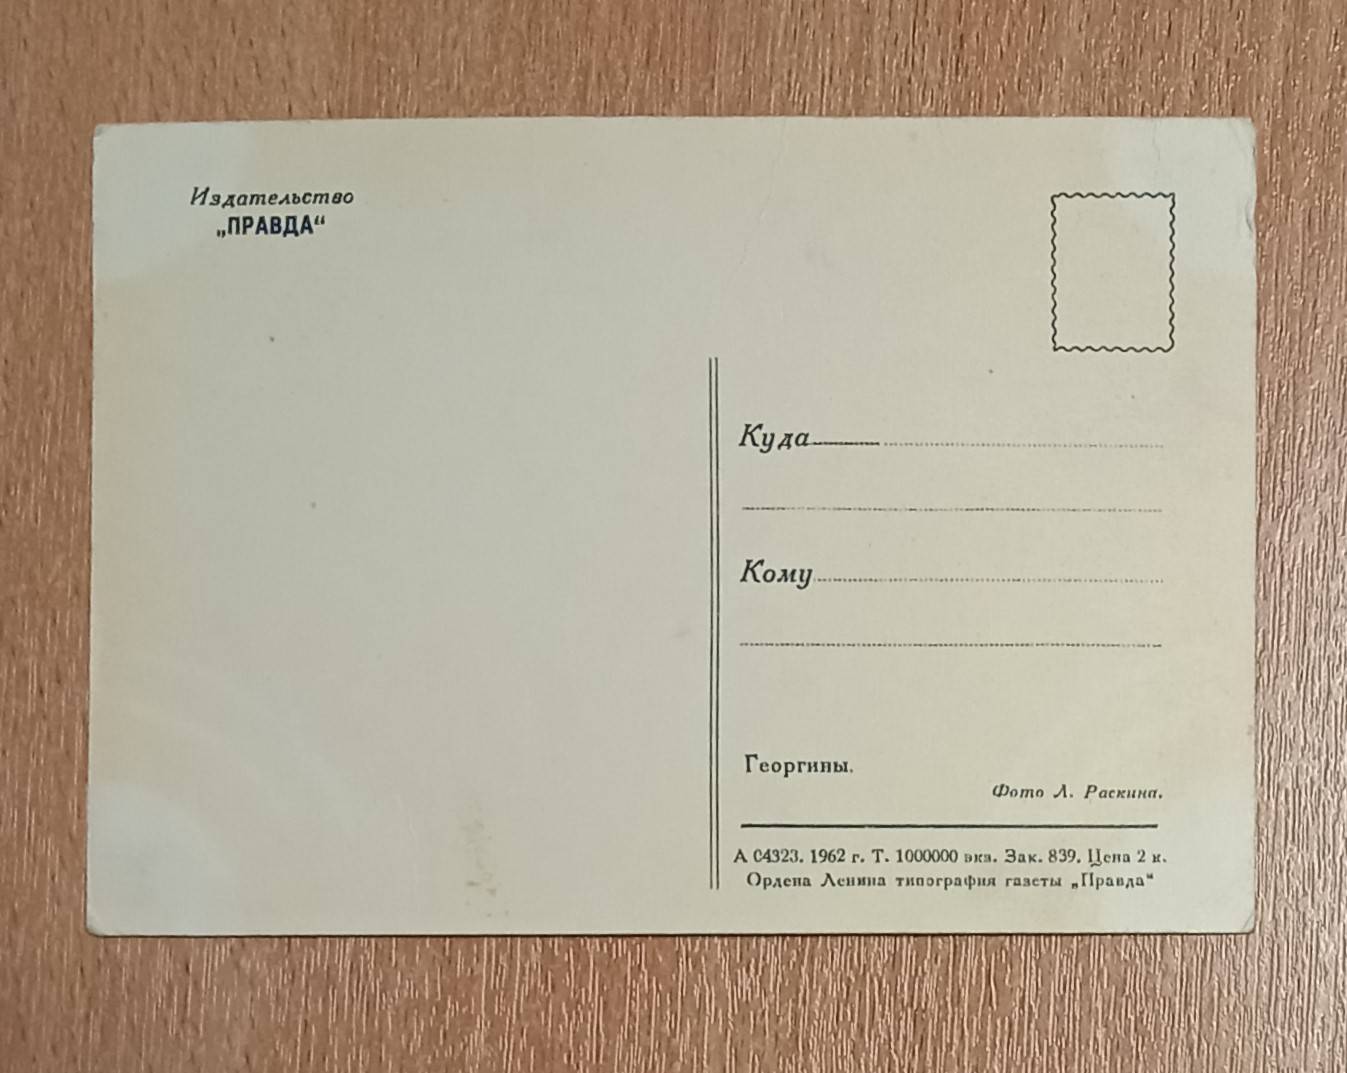 Издательство
„ПРАВДА“
Куда
Кому
Георгины.
Фото Л. Раскина.
А 04323. 1962 г. Т. 1000000 экз. Зак. 839. Цена 2 к.
Ордена Ленина типография газеты „Правда“